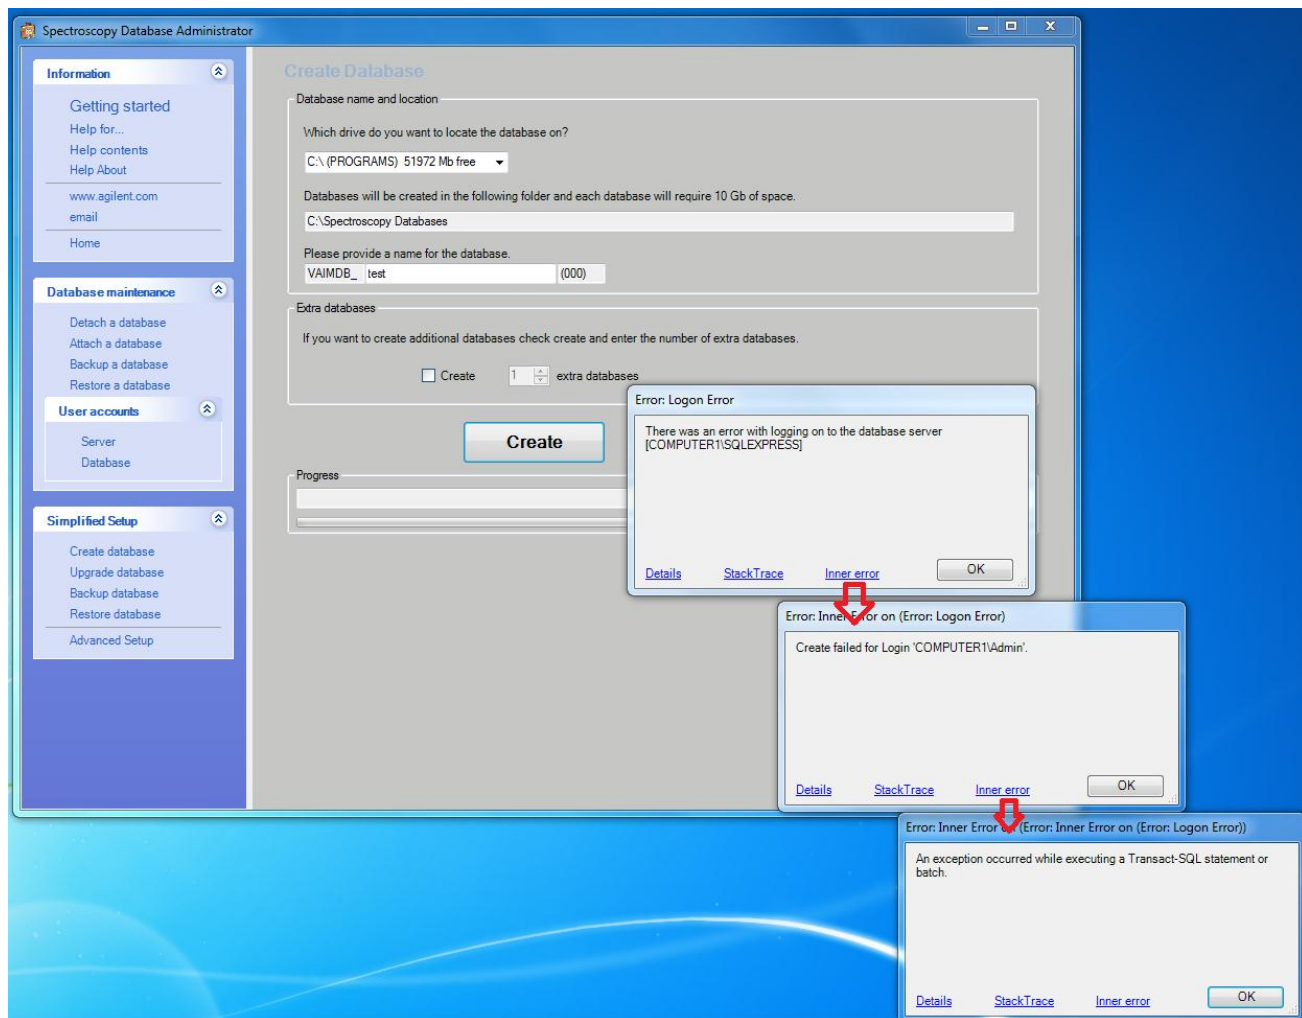 Spectroscopy Database Administrator
Information
Getting started
Help for...
Help contents
Help About
www.agilent.com
email
Home
Database maintenance
Detach a database
Attach a database
Backup a database
Restore a database
User accounts
Server
Database
Simplified Setup
Create database
Upgrade database
Backup database
Restore database
Advanced Setup
Create Database
Database name and location
Which drive do you want to locate the database on?
C:\ (PROGRAMS) 51972 Mb free
Databases will be created in the following folder and each database will require 10 Gb of space.
C:\Spectroscopy Databases
Please provide a name for the database.
VAIMDB_ test (000)
Extra databases
If you want to create additional databases check create and enter the number of extra databases.
Create 1 extra databases
Create
Progress
Error: Logon Error
There was an error with logging on to the database server
[COMPUTER1\SQLEXPRESS]
Details StackTrace Inner error OK
Error: Inner Error on (Error: Logon Error)
Create failed for Login 'COMPUTER1\Admin'.
Details StackTrace Inner error OK
Error: Inner Error on (Error: Inner Error on (Error: Logon Error))
An exception occurred while executing a Transact-SQL statement or
batch.
Details StackTrace Inner error OK